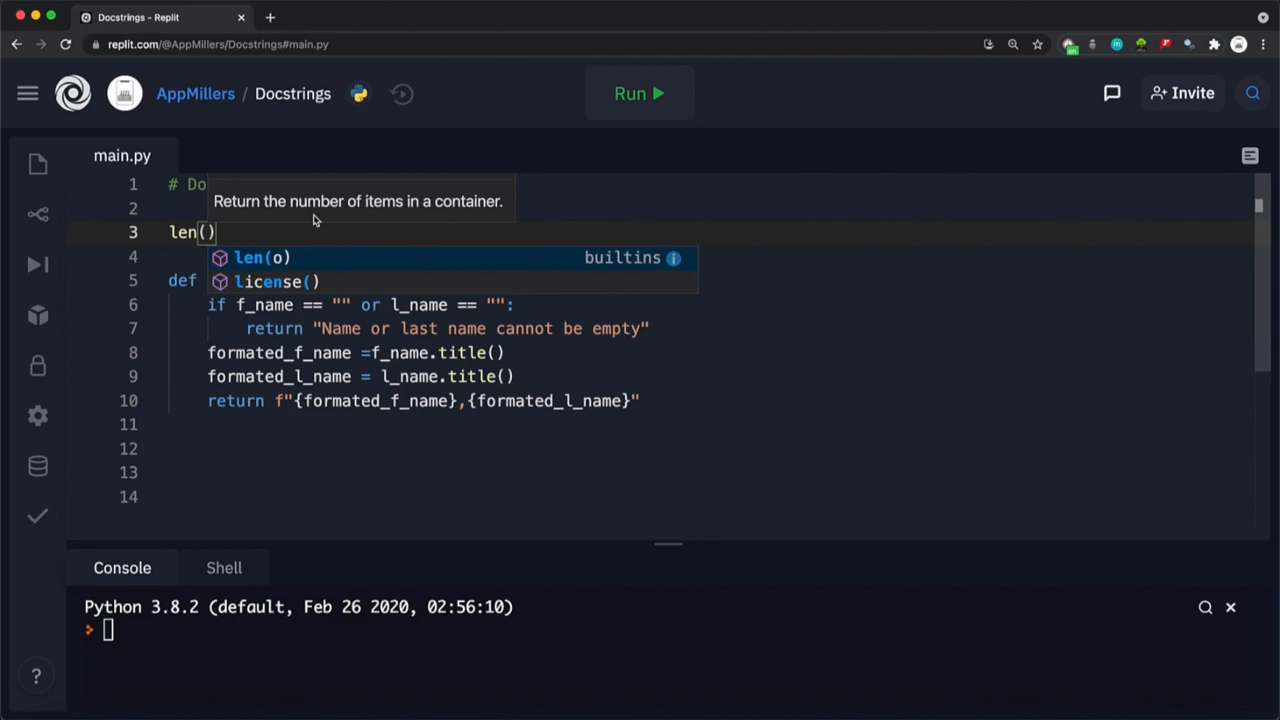 Docstrings - Replit
replit.com/@AppMillers/Docstrings#main.py
AppMillers / Docstrings
Run
Invite
main.py
1 # Do
Return the number of items in a container.
2
3 len()
4
len(o) builtins
5 def
license()
6 if f_name == "" or l_name == "":
7 return "Name or last name cannot be empty"
8 formated_f_name =f_name.title()
9 formated_l_name = l_name.title()
10 return f"{formated_f_name},{formated_l_name}"
11
12
13
14
Console Shell
Python 3.8.2 (default, Feb 26 2020, 02:56:10)
?